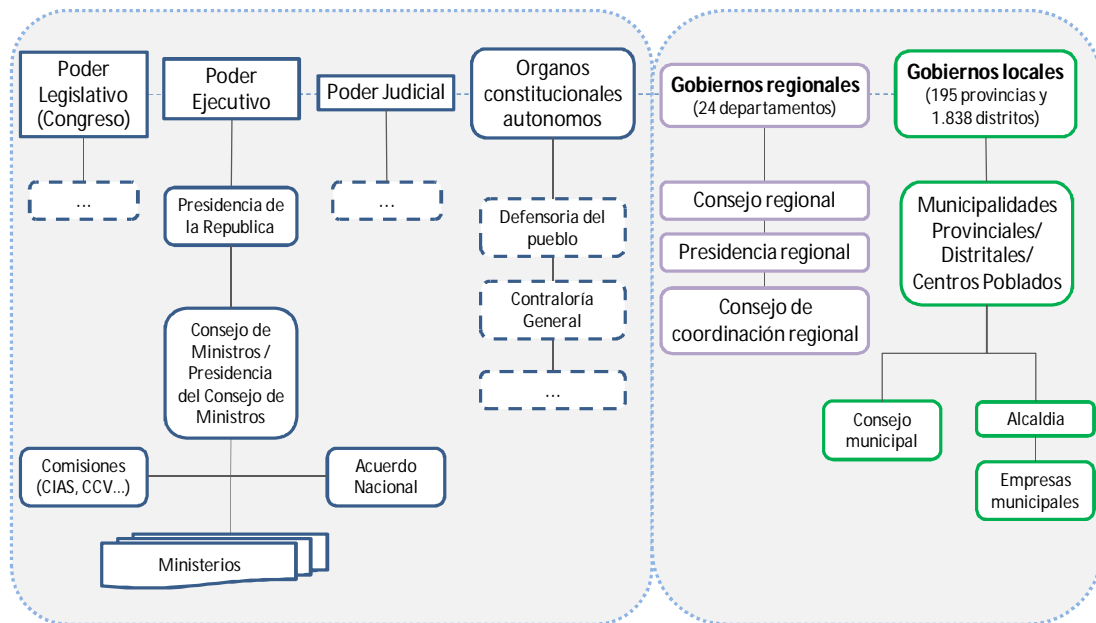 Poder
Legislativo
(Congreso)
Poder
Ejecutivo
Poder Judicial
Organos
constitucionales
autonomos
Gobiernos regionales
(24 departamentos)
Gobiernos locales
(195 provincias y
1.838 distritos)
...
Presidencia de
la Republica
...
Defensoria del
pueblo
Contraloría
General
...
Consejo de
Ministros /
Presidencia
del Consejo de
Ministros
Comisiones
(CIAS, CCV...)
Acuerdo
Nacional
Ministerios
Consejo regional
Presidencia regional
Consejo de
coordinación regional
Municipalidades
Provinciales/
Distritales/
Centros Poblados
Consejo
municipal
Alcaldia
Empresas
municipales